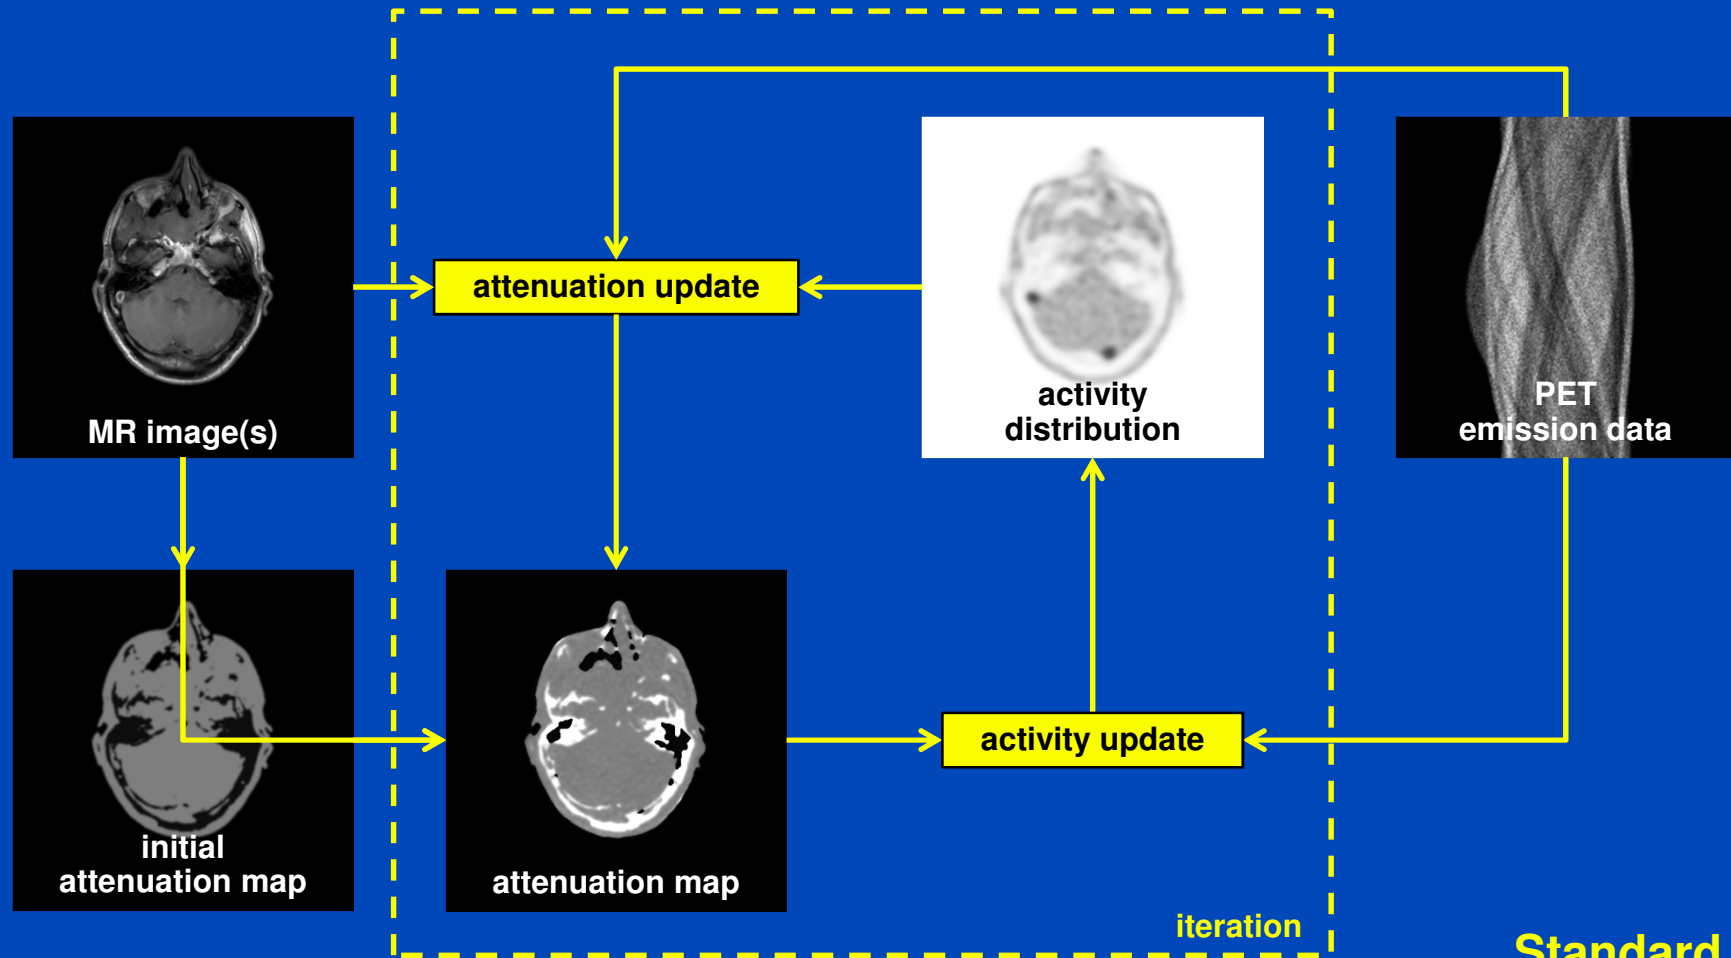 attenuation update
MR image(s)
activity
distribution
PET
emission data
activity update
initial
attenuation map
attenuation map
iteration
Standard